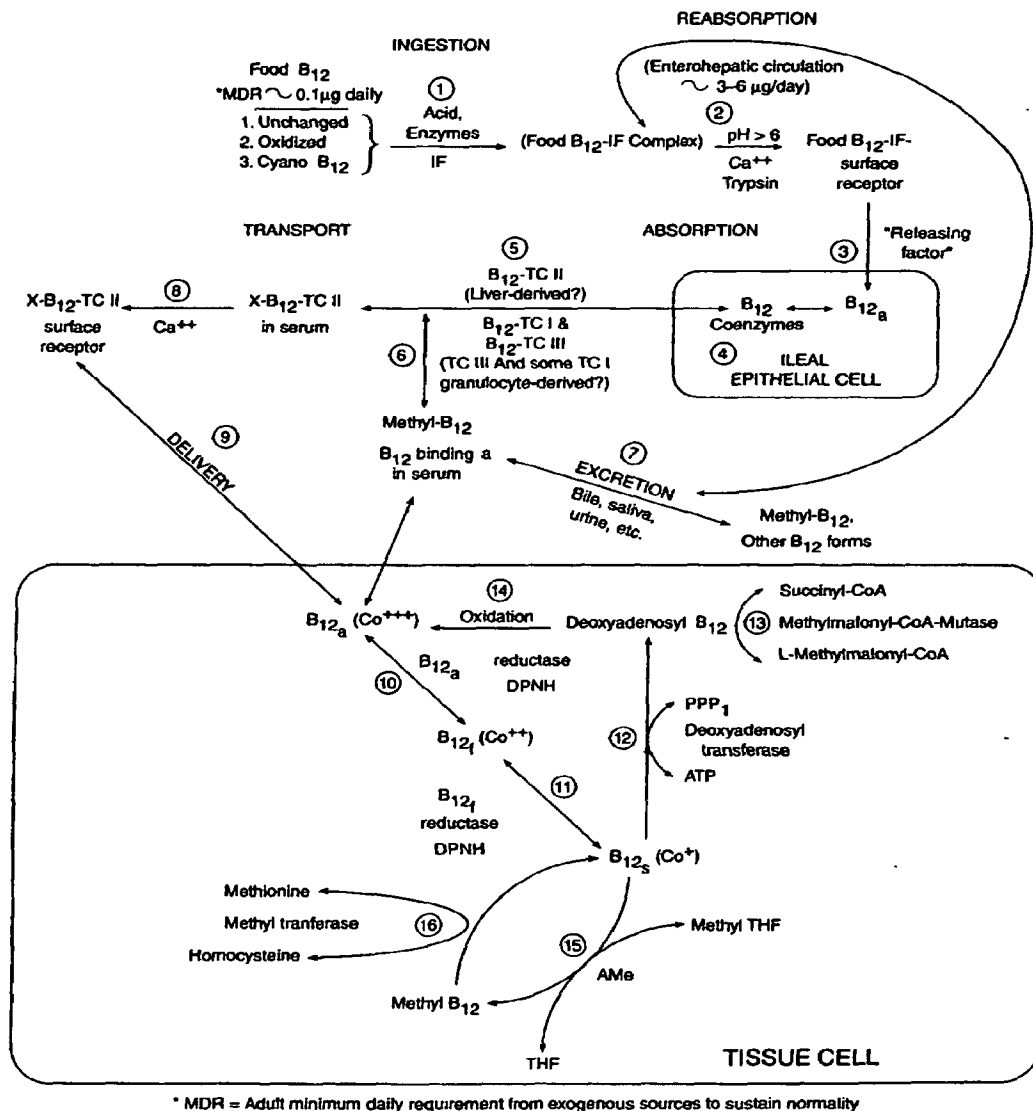 REABSORPTION
INGESTION
Food B12
*MDR ~ 0.1µg daily
1. Unchanged
2. Oxidized
3. Cyano B12
①
Acid,
Enzymes
IF
(Enterohepatic circulation
~ 3–6 µg/day)
②
(Food B12-IF Complex)
pH > 6
Ca++
Trypsin
Food B12-IF-
surface
receptor
TRANSPORT
ABSORPTION
③
"Releasing
factor"
⑤
B12-TC II
(Liver-derived?)
B12-TC I &
B12-TC III
(TC III And some TC I
granulocyte-derived?)
X-B12-TC II
surface
receptor
⑧
Ca++
X-B12-TC II
in serum
⑥
B12
Coenzymes
B12a
④
ILEAL
EPITHELIAL CELL
Methyl-B12
B12 binding a
in serum
⑨
DELIVERY
⑦
EXCRETION
Bile, saliva,
urine, etc.
Methyl-B12,
Other B12 forms
B12a (Co+++)
⑭
Oxidation
Deoxyadenosyl B12
Succinyl-CoA
⑬ Methylmalonyl-CoA-Mutase
L-Methylmalonyl-CoA
⑩
B12a reductase
DPNH
B12f (Co++)
⑫
PPP1
Deoxyadenosyl
transferase
ATP
⑪
B12f
reductase
DPNH
B12s (Co+)
Methionine
Methyl tranferase
Homocysteine
⑯
⑮
Methyl THF
AMe
Methyl B12
THF
TISSUE CELL
* MDR = Adult minimum daily requirement from exogenous sources to sustain normality